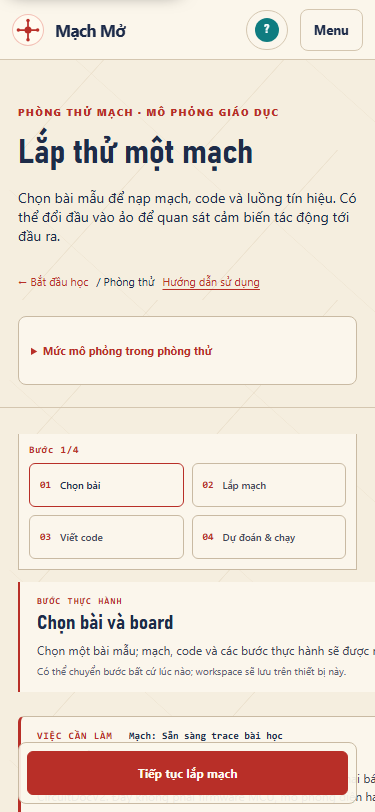 Mạch Mở
?
Menu
PHÒNG THỬ MẠCH · MÔ PHỎNG GIÁO DỤC
Lắp thử một mạch
Chọn bài mẫu để nạp mạch, code và luồng tín hiệu. Có
thể đổi đầu vào ảo để quan sát cảm biến tác động tới
đầu ra.
← Bắt đầu học / Phòng thử Hướng dẫn sử dụng
▶ Mức mô phỏng trong phòng thử
Bước 1/4
01 Chọn bài
02 Lắp mạch
03 Viết code
04 Dự đoán & chạy
BƯỚC THỰC HÀNH
Chọn bài và board
Chọn một bài mẫu; mạch, code và các bước thực hành sẽ được
Có thể chuyển bước bất cứ lúc nào; workspace sẽ lưu trên thiết bị này.
VIỆC CẦN LÀM Mạch: Sẵn sàng trace bài học
Tiếp tục lắp mạch